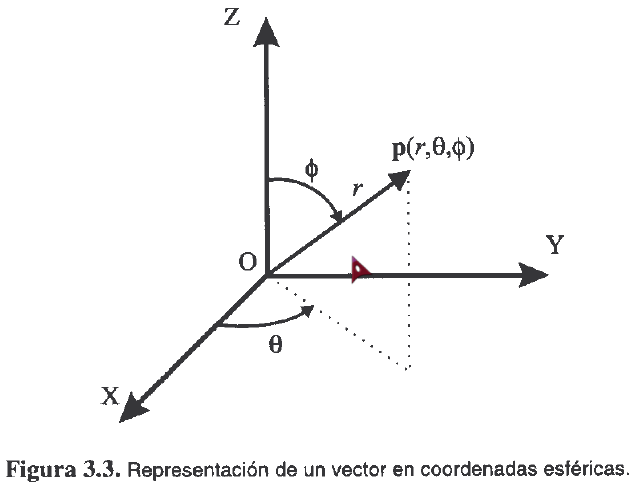 Z
p(r,θ,ϕ)
ϕ
r
O
Y
θ
X
Figura 3.3. Representación de un vector en coordenadas esféricas.